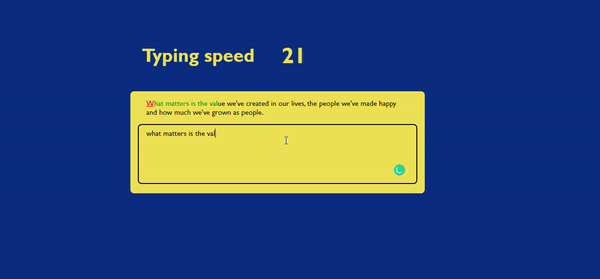 Typing speed 21
What matters is the value we've created in our lives, the people we've made happy
and how much we've grown as people.
what matters is the val